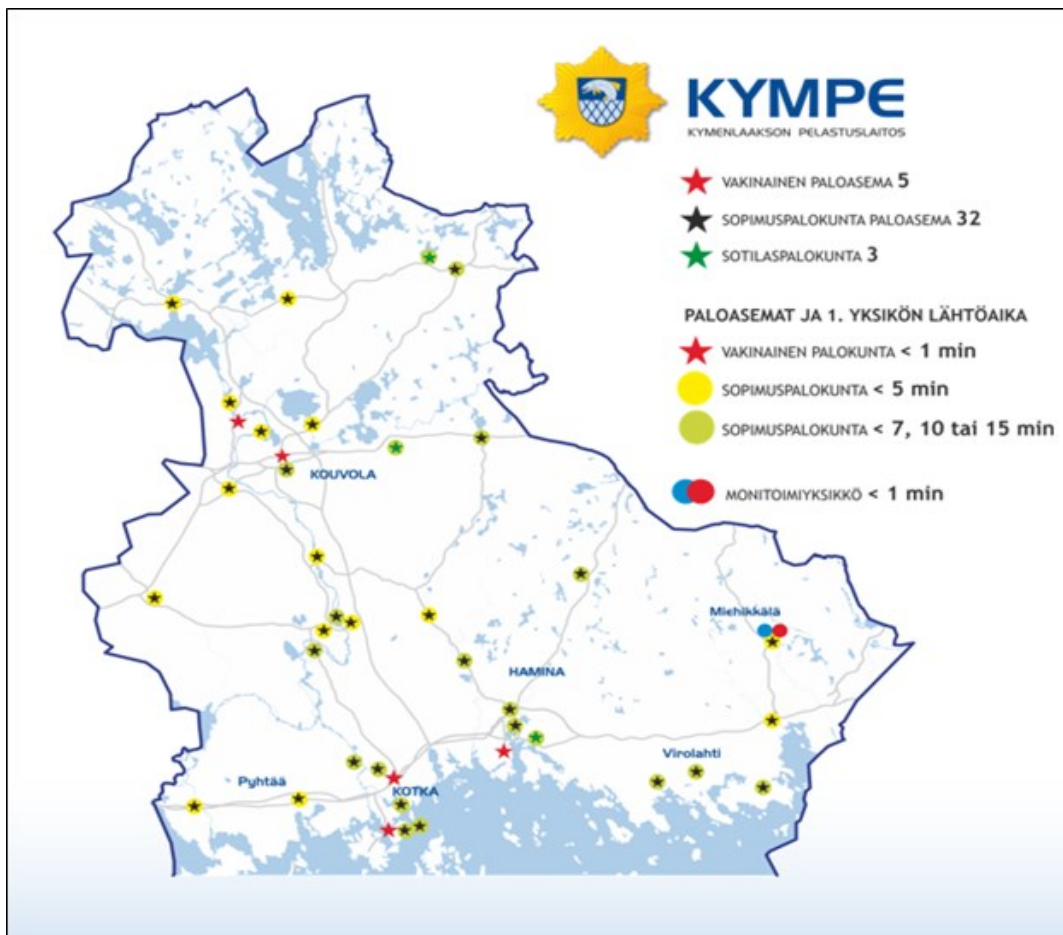 KYMPE
KYMENLAAKSON PELASTUSLAITOS
VAKINAINEN PALOASEMA 5
SOPIMUSPALOKUNTA PALOASEMA 32
SOTILASPALOKUNTA 3
PALOASEMAT JA 1. YKSIKÖN LÄHTÖAIKA
VAKINAINEN PALOKUNTA < 1 min
SOPIMUSPALOKUNTA < 5 min
SOPIMUSPALOKUNTA < 7, 10 tai 15 min
MONITOIMIYKSIKKÖ < 1 min
KOUVOLA
Miehikkälä
HAMINA
Virolahti
Pyhtää
KOTKA